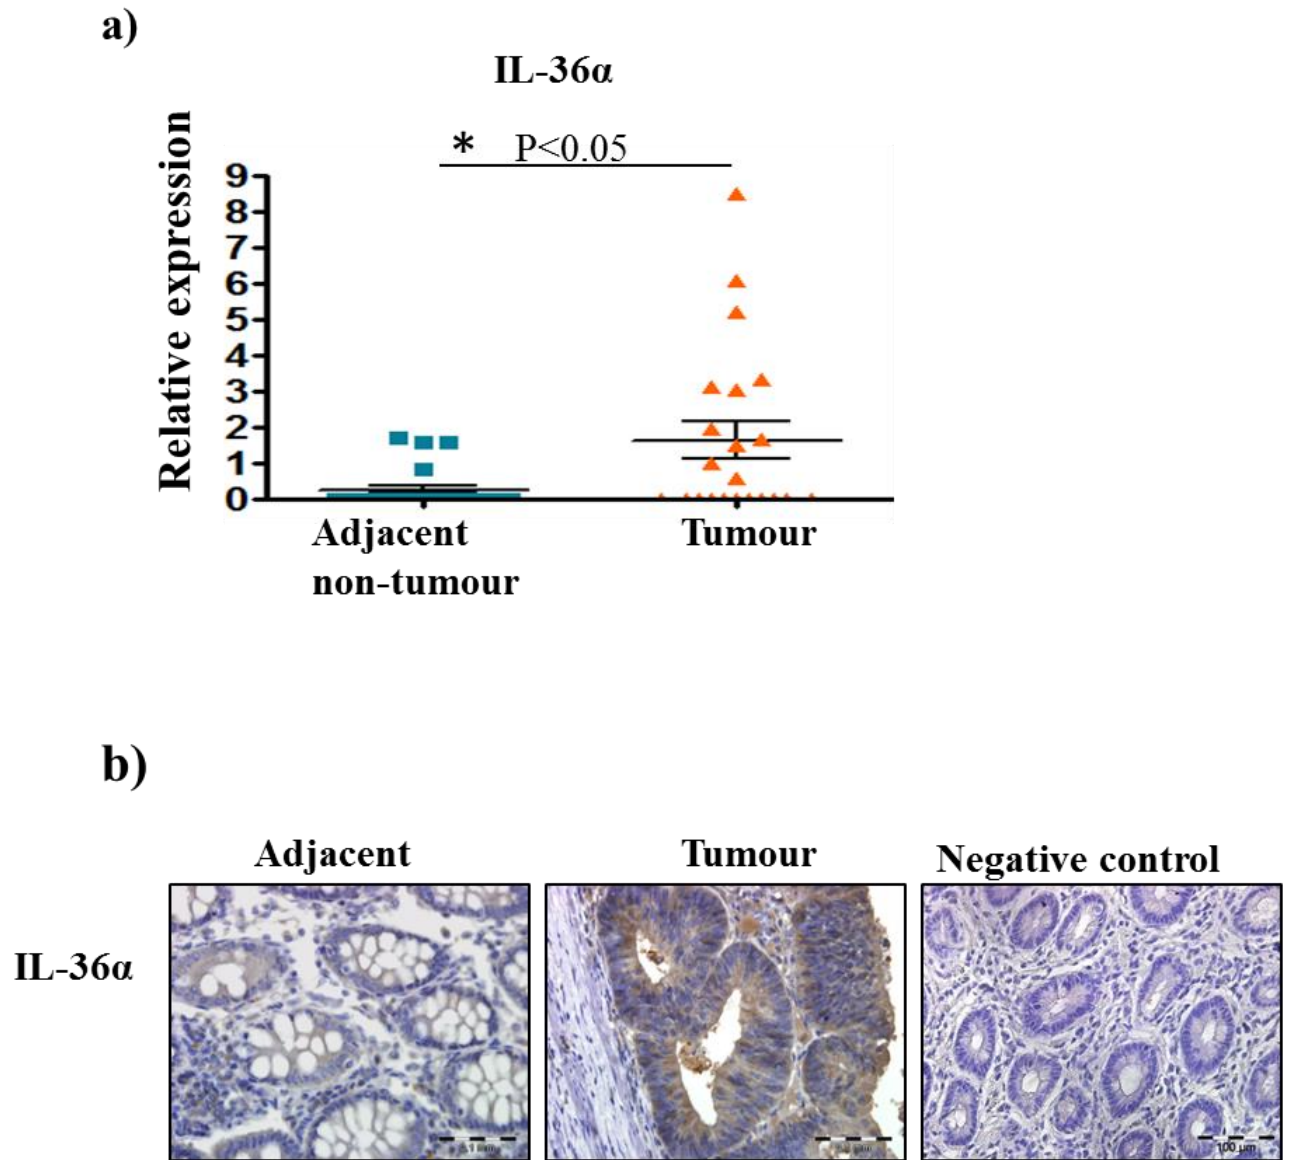 a)
IL-36α
* P<0.05
Relative expression
9
8
7
6
5
4
3
2
1
0
Adjacent
non-tumour
Tumour
b)
Adjacent
Tumour
Negative control
IL-36α
100 µm